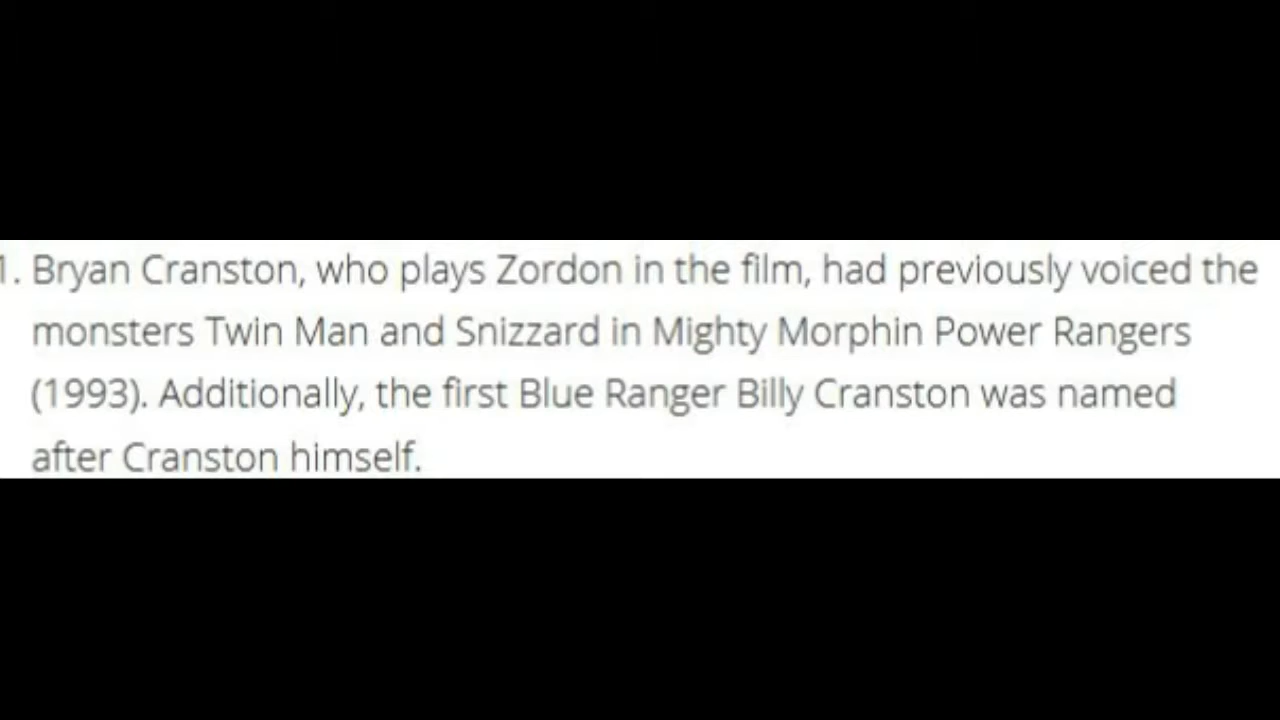 1. Bryan Cranston, who plays Zordon in the film, had previously voiced the
monsters Twin Man and Snizzard in Mighty Morphin Power Rangers
(1993). Additionally, the first Blue Ranger Billy Cranston was named
after Cranston himself.